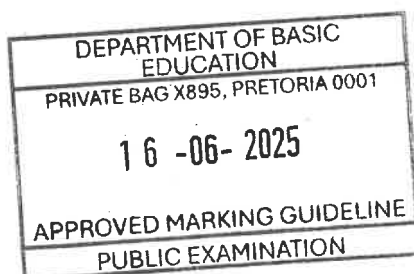 DEPARTMENT OF BASIC
EDUCATION
PRIVATE BAG X895, PRETORIA 0001
16 -06- 2025
APPROVED MARKING GUIDELINE
PUBLIC EXAMINATION